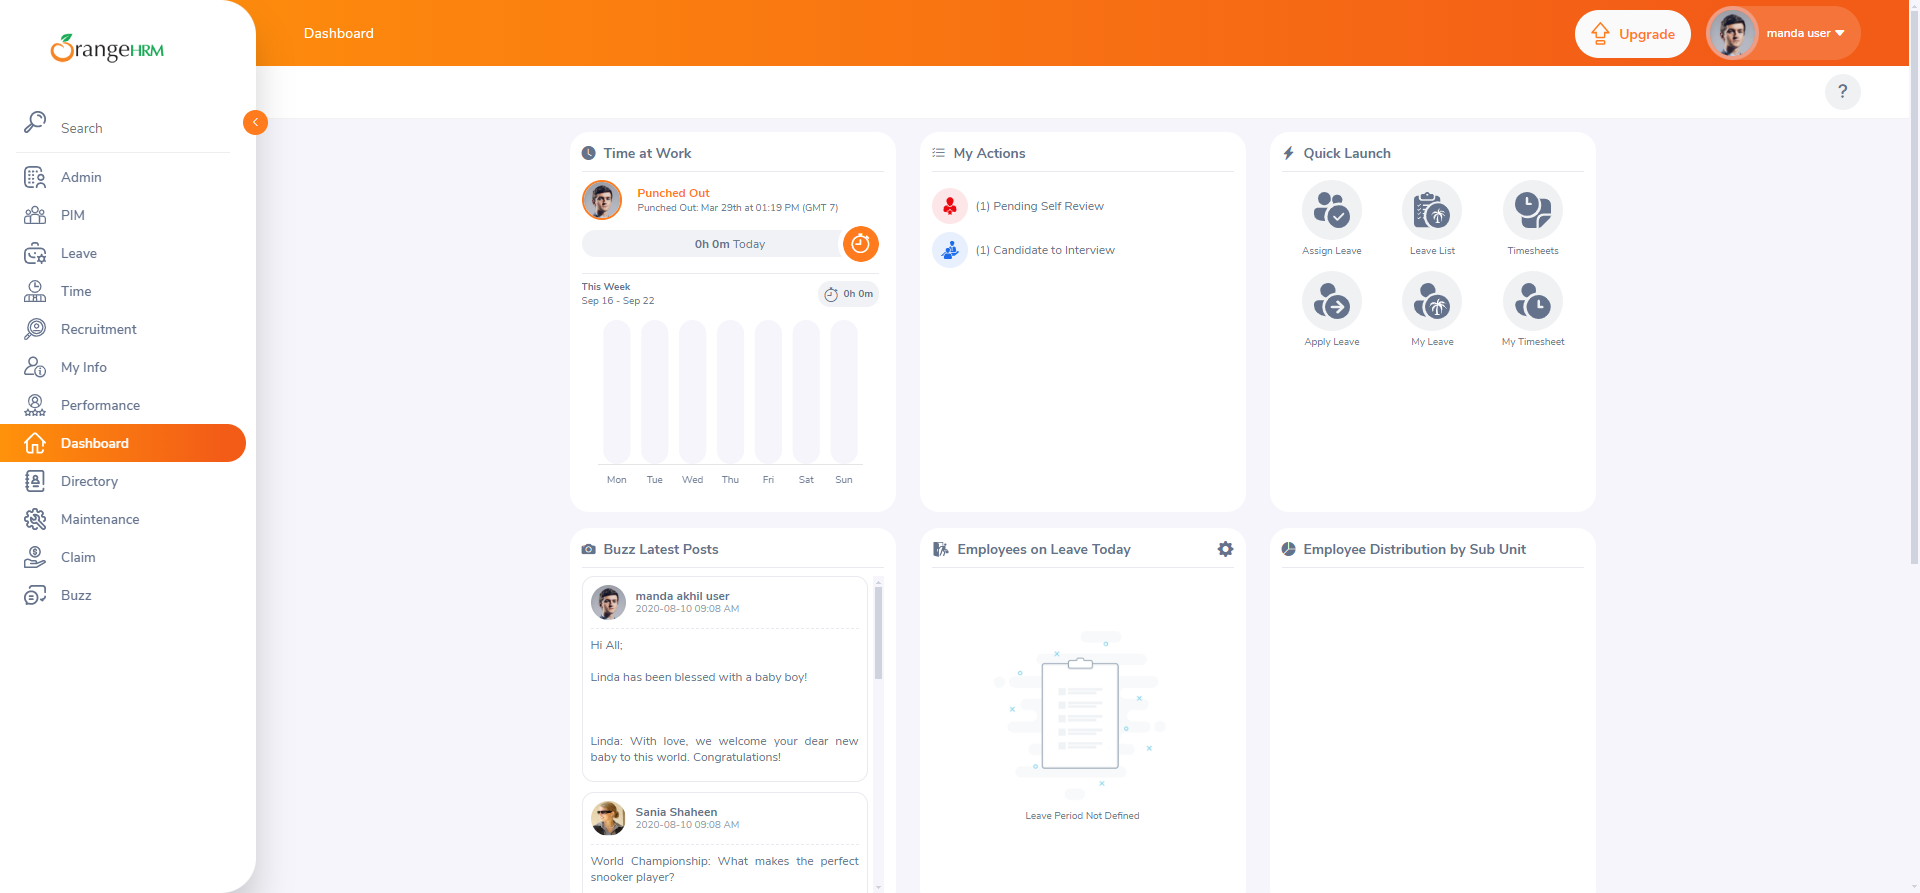 OrangeHRM
Dashboard
Upgrade
manda user
?
Search
Admin
PIM
Leave
Time
Recruitment
My Info
Performance
Dashboard
Directory
Maintenance
Claim
Buzz
Time at Work
Punched Out
Punched Out: Mar 29th at 01:19 PM (GMT 7)
0h 0m Today
This Week
Sep 16 - Sep 22
0h 0m
Mon Tue Wed Thu Fri Sat Sun
My Actions
(1) Pending Self Review
(1) Candidate to Interview
Quick Launch
Assign Leave Leave List Timesheets
Apply Leave My Leave My Timesheet
Buzz Latest Posts
manda akhil user
2020-08-10 09:08 AM
Hi All;
Linda has been blessed with a baby boy!
Linda: With love, we welcome your dear new
baby to this world. Congratulations!
Sania Shaheen
2020-08-10 09:08 AM
World Championship: What makes the perfect
snooker player?
Employees on Leave Today
Leave Period Not Defined
Employee Distribution by Sub Unit